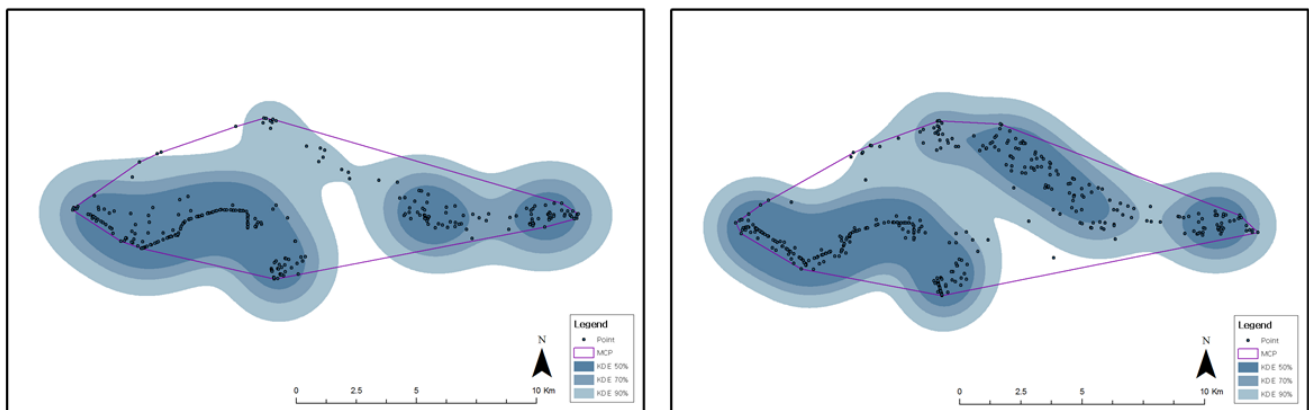 N
Legend
Point
MCP
KDE 50%
KDE 70%
KDE 90%
0 2.5 5 10 Km
N
Legend
Point
MCP
KDE 50%
KDE 70%
KDE 90%
0 2.5 5 10 Km